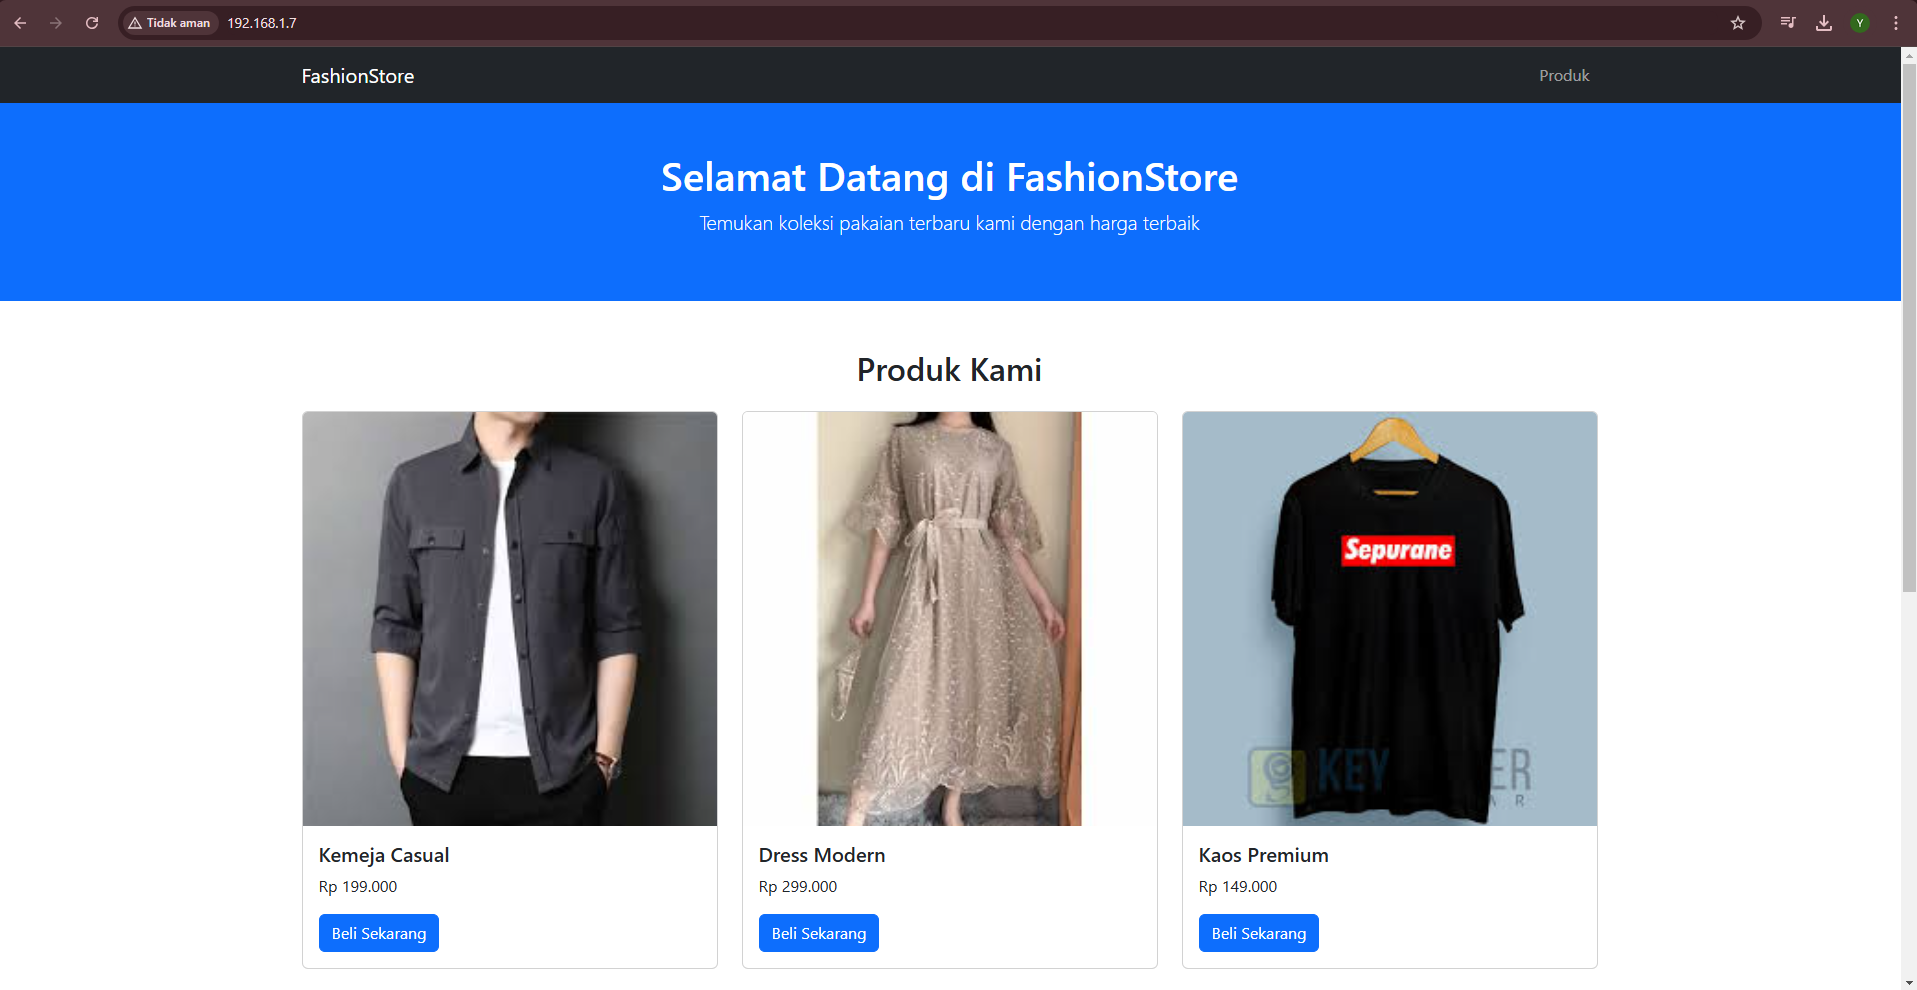 Tidak aman
192.168.1.7
Y
FashionStore
Produk
Selamat Datang di FashionStore
Temukan koleksi pakaian terbaru kami dengan harga terbaik
Produk Kami
Sepurane
KEY
Kemeja Casual
Rp 199.000
Beli Sekarang
Dress Modern
Rp 299.000
Beli Sekarang
Kaos Premium
Rp 149.000
Beli Sekarang